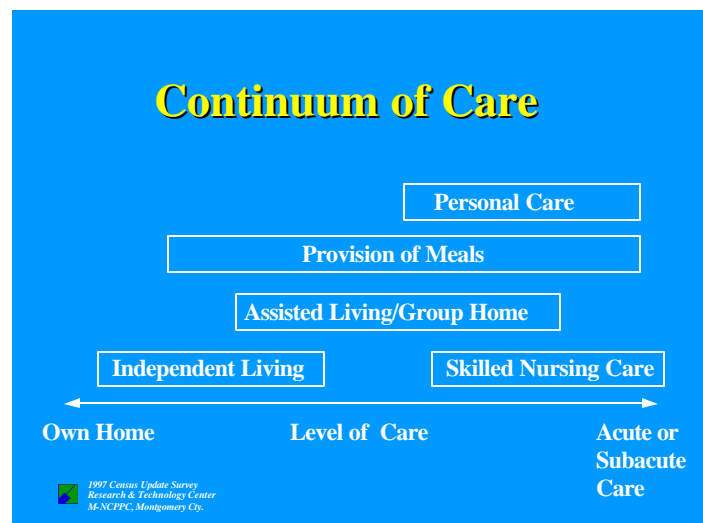 Continuum of Care
Personal Care
Provision of Meals
Assisted Living/Group Home
Independent Living
Skilled Nursing Care
Own Home
Level of Care
Acute or
Subacute
Care
1997 Census Update Survey
Research & Technology Center
M-NCPPC, Montgomery Cty.